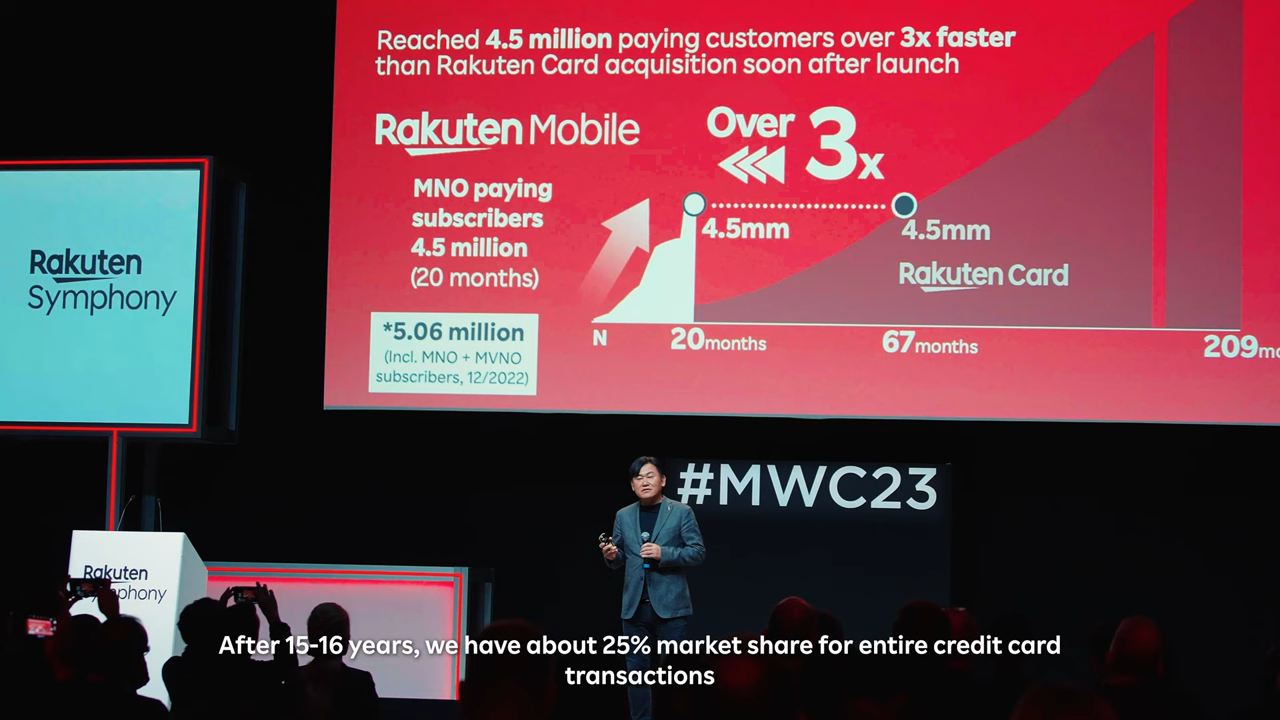 Reached 4.5 million paying customers over 3x faster
than Rakuten Card acquisition soon after launch
Rakuten Mobile
Over 3x
MNO paying
subscribers
4.5 million
(20 months)
4.5mm
4.5mm
Rakuten Card
*5.06 million
(Incl. MNO + MVNO
subscribers, 12/2022)
N
20months
67months
209mo
Rakuten
Symphony
#MWC23
Rakuten
Symphony
After 15-16 years, we have about 25% market share for entire credit card
transactions